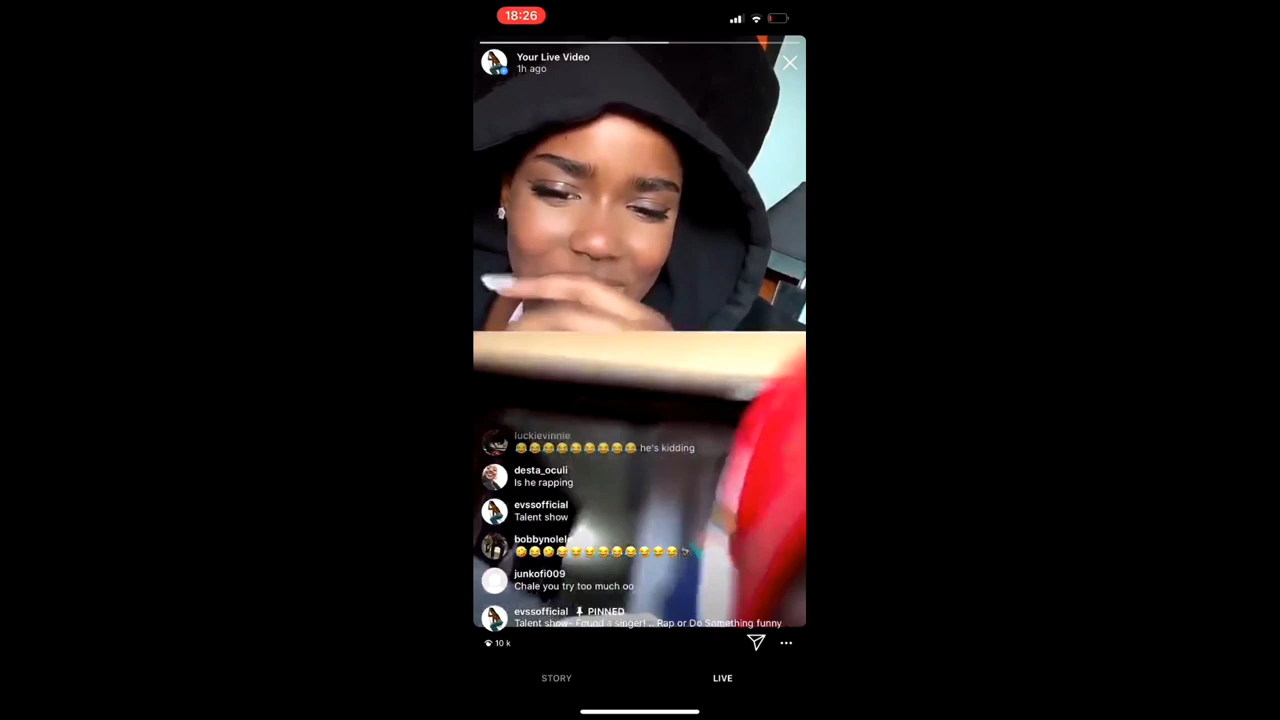 18:26
Your Live Video
1h ago
luckievinnie
😂😂😂😂😂😂😂😂😂 he's kidding
desta_oculi
Is he rapping
evssofficial
Talent show
bobbynolel
junkofi009
Chale you try too much oo
evssofficial PINNED
Talent show- Found a singer! .. Rap or Do Something funny
10 k
STORY
LIVE